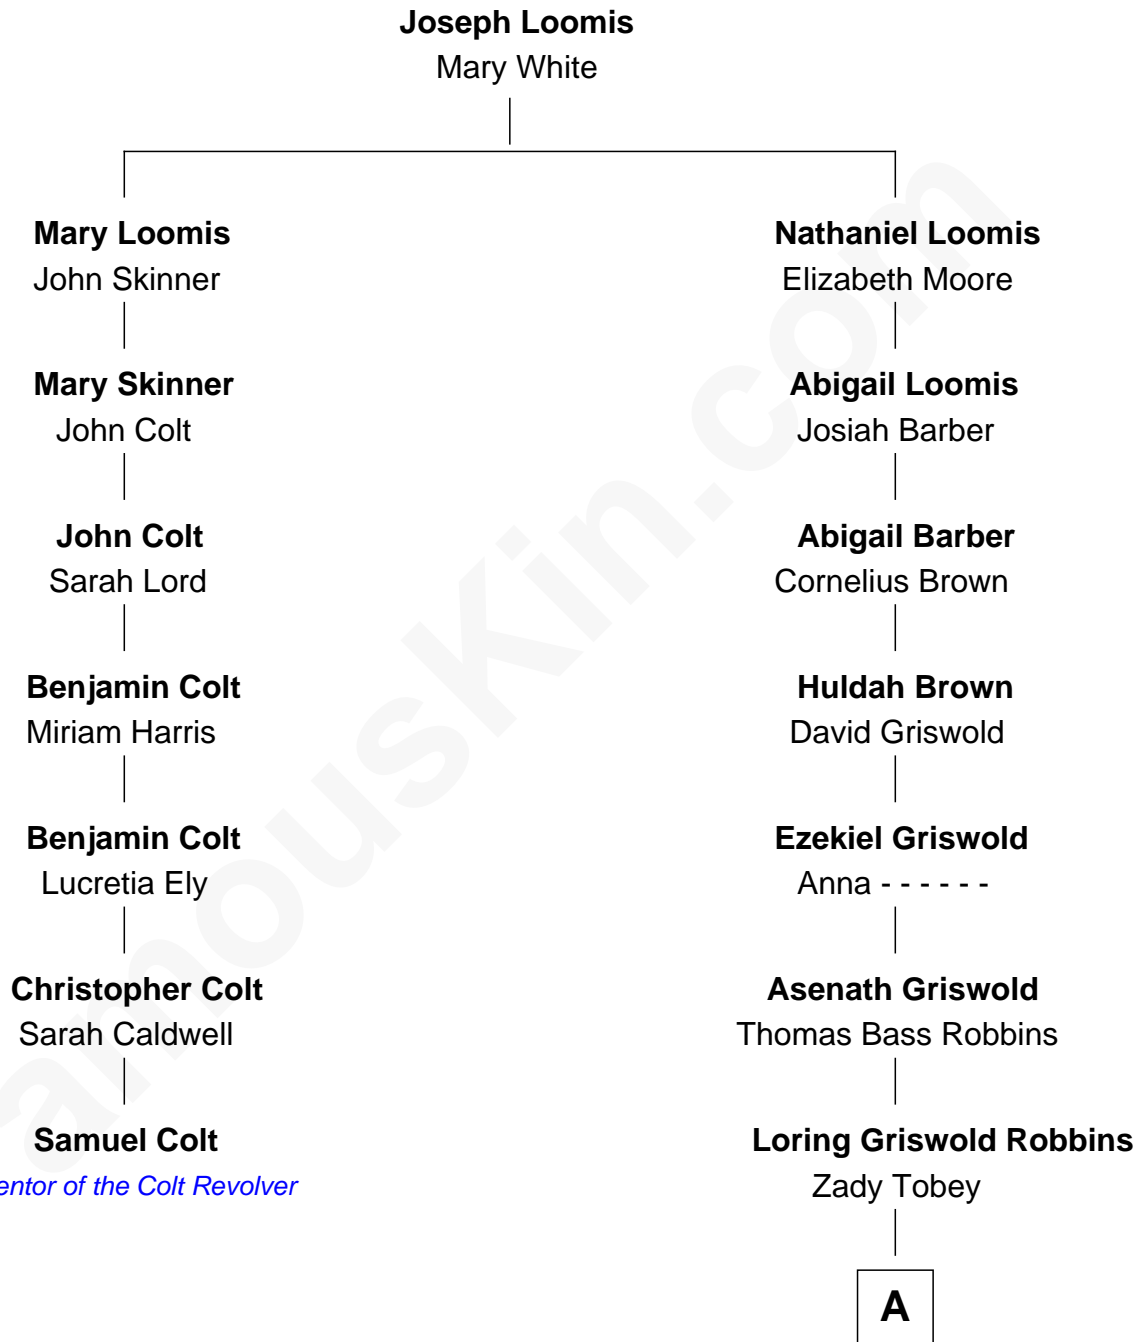 Joseph Loomis
Mary White
Mary Loomis
John Skinner
Nathaniel Loomis
Elizabeth Moore
Mary Skinner
John Colt
Abigail Loomis
Josiah Barber
John Colt
Sarah Lord
Abigail Barber
Cornelius Brown
Benjamin Colt
Miriam Harris
Huldah Brown
David Griswold
Benjamin Colt
Lucretia Ely
Ezekiel Griswold
Anna - - - - - -
Christopher Colt
Sarah Caldwell
Asenath Griswold
Thomas Bass Robbins
Samuel Colt
entor of the Colt Revolver
Loring Griswold Robbins
Zady Tobey
A
amousKin.com